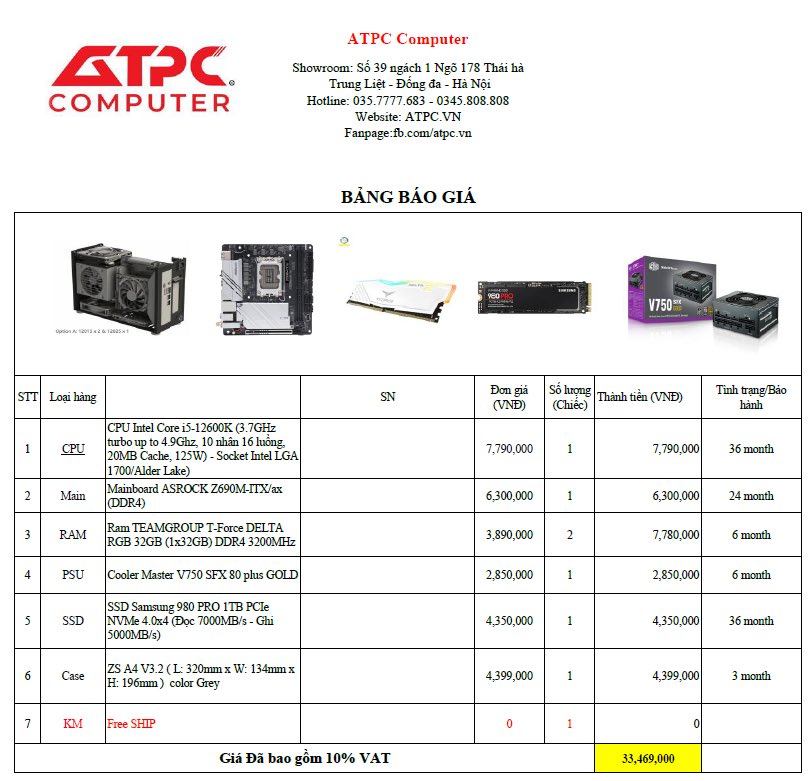 ATPC
COMPUTER
ATPC Computer
Showroom: Số 39 ngách 1 Ngõ 178 Thái hà
Trung Liệt - Đống đa - Hà Nội
Hotline: 035.7777.683 - 0345.808.808
Website: ATPC.VN
Fanpage:fb.com/atpc.vn
BẢNG BÁO GIÁ
980 PRO
SAMSUNG
V750 SFX
GOLD
V750
Option A: 12013 x 2 & 12025 x 1
STT Loại hàng SN Đơn giá (VNĐ) Số lượng (Chiếc) Thành tiền (VNĐ) Tình trạng/Bảo hành
1 CPU CPU Intel Core i5-12600K (3.7GHz
turbo up to 4.9Ghz, 10 nhân 16 luồng,
20MB Cache, 125W) - Socket Intel LGA
1700/Alder Lake) 7,790,000 1 7,790,000 36 month
2 Main Mainboard ASROCK Z690M-ITX/ax
(DDR4) 6,300,000 1 6,300,000 24 month
3 RAM Ram TEAMGROUP T-Force DELTA
RGB 32GB (1x32GB) DDR4 3200MHz 3,890,000 2 7,780,000 6 month
4 PSU Cooler Master V750 SFX 80 plus GOLD 2,850,000 1 2,850,000 6 month
5 SSD SSD Samsung 980 PRO 1TB PCIe
NVMe 4.0x4 (Đọc 7000MB/s - Ghi
5000MB/s) 4,350,000 1 4,350,000 36 month
6 Case ZS A4 V3.2 ( L: 320mm x W: 134mm x
H: 196mm ) color Grey 4,399,000 1 4,399,000 3 month
7 KM Free SHIP 0 1 0
Giá Đã bao gồm 10% VAT 33,469,000